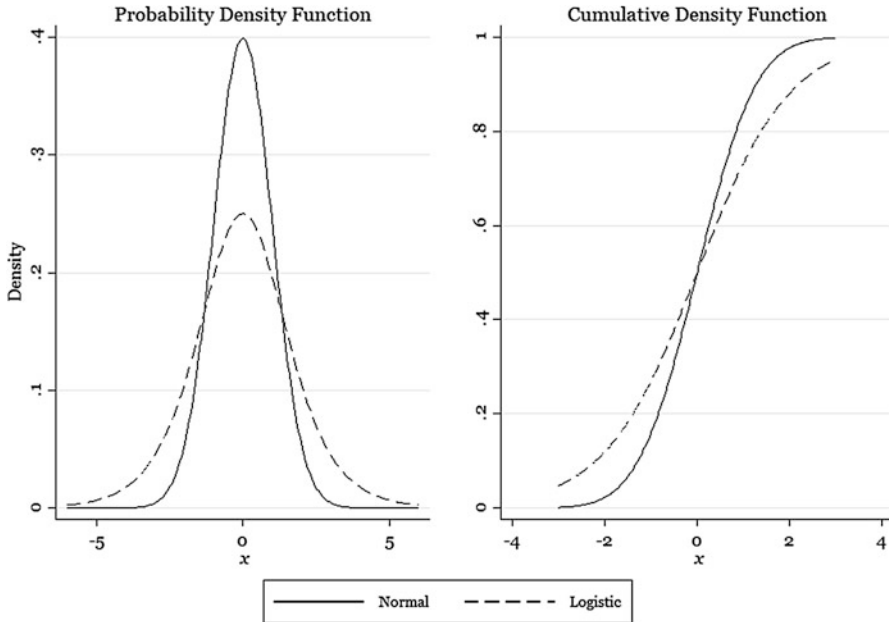 Probability Density Function
Density
.4
.3
.2
.1
0
-5 0 5
x
Cumulative Density Function
1
.8
.6
.4
.2
0
-4 -2 0 2 4
x
Normal Logistic